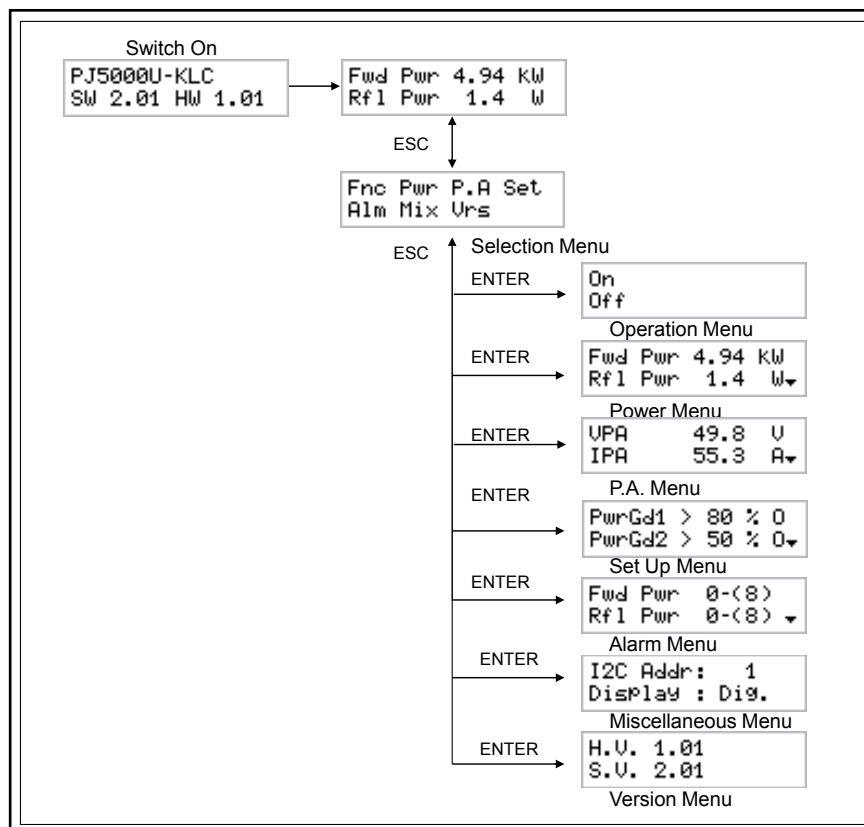 Switch On
PJ5000U-KLC
SW 2.01 HW 1.01
Fwd Pwr 4.94 KW
Rfl Pwr 1.4 W
ESC
Fnc Pwr P.A Set
Alm Mix Vrs
ESC
Selection Menu
ENTER
On
Off
Operation Menu
ENTER
Fwd Pwr 4.94 KW
Rfl Pwr 1.4 W
Power Menu
ENTER
VPA 49.8 V
IPA 55.3 A
P.A. Menu
ENTER
PwrGd1 > 80 % O
PwrGd2 > 50 % O
Set Up Menu
ENTER
Fwd Pwr 0-(8)
Rfl Pwr 0-(8)
Alarm Menu
ENTER
I2C Addr: 1
Display : Dig.
Miscellaneous Menu
ENTER
H.V. 1.01
S.V. 2.01
Version Menu